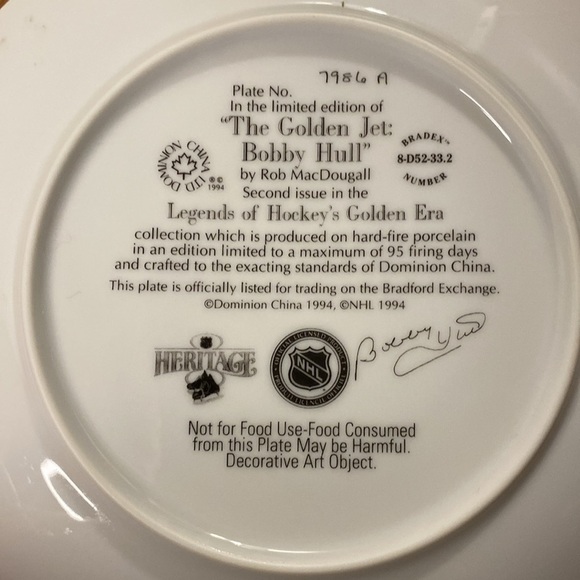 7986 A
Plate No.
In the limited edition of
"The Golden Jet:
Bobby Hull"
by Rob MacDougall
Second issue in the
Legends of Hockey's Golden Era
collection which is produced on hard-fire porcelain
in an edition limited to a maximum of 95 firing days
and crafted to the exacting standards of Dominion China.
This plate is officially listed for trading on the Bradford Exchange.
©Dominion China 1994, ©NHL 1994
DOMINION CHINA LTD
®©
1994
BRADEX™
8-D52-33.2
NUMBER
HERITAGE
NHL
Bobby Hull
Not for Food Use-Food Consumed
from this Plate May be Harmful.
Decorative Art Object.